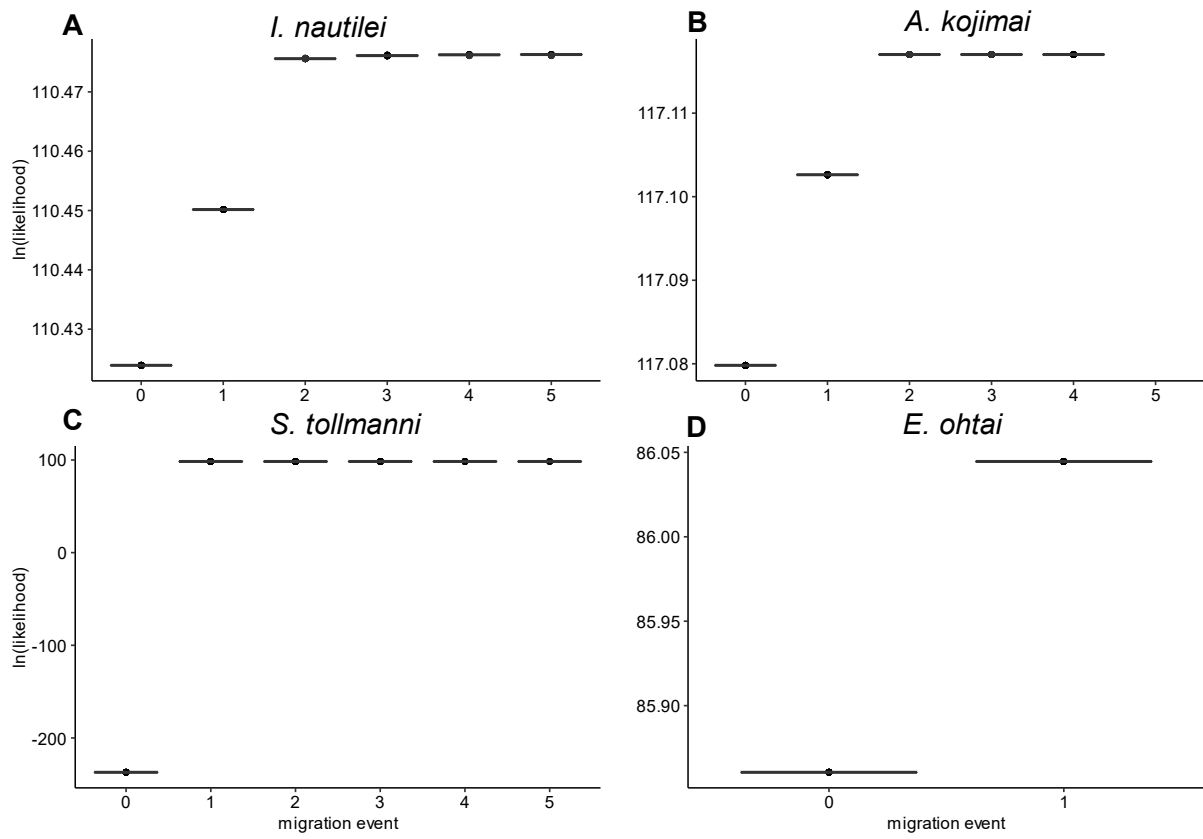 A I. nautilei
ln(likelihood)
110.47
110.46
110.45
110.44
110.43
0 1 2 3 4 5
B A. kojimai
117.11
117.10
117.09
117.08
0 1 2 3 4 5
C S. tollmanni
ln(likelihood)
100
0
-100
-200
0 1 2 3 4 5
migration event
D E. ohtai
86.05
86.00
85.95
85.90
0 1
migration event